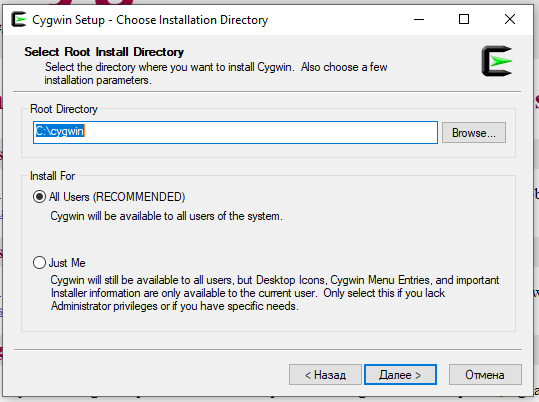 Cygwin Setup - Choose Installation Directory
Select Root Install Directory
Select the directory where you want to install Cygwin. Also choose a few
installation parameters.
Root Directory
C:\cygwin
Browse...
Install For
All Users (RECOMMENDED)
Cygwin will be available to all users of the system.
Just Me
Cygwin will still be available to all users, but Desktop Icons, Cygwin Menu Entries, and important
Installer information are only available to the current user. Only select this if you lack
Administrator privileges or if you have specific needs.
< Назад
Далее >
Отмена